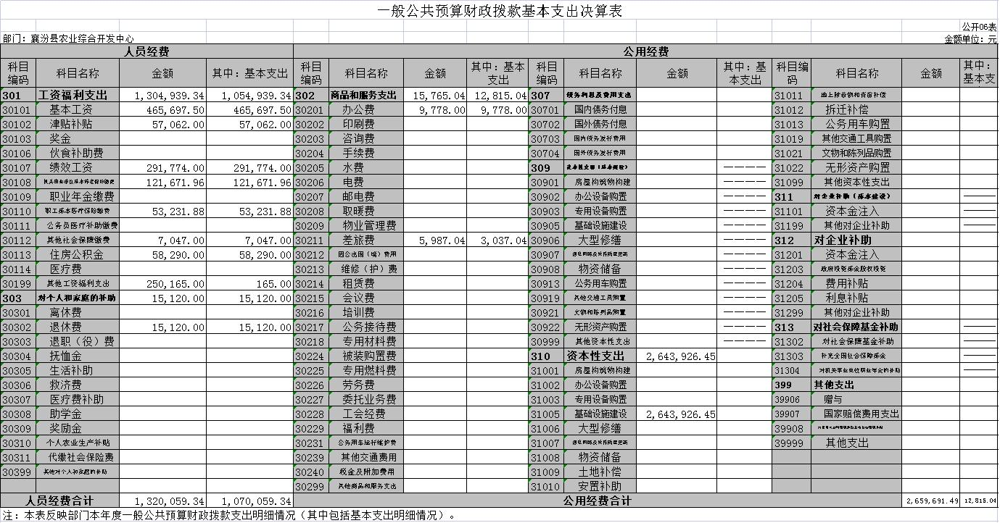 一般公共预算财政拨款基本支出决算表
公开06表
部门：襄汾县农业综合开发中心 金额单位：元
人员经费 公用经费
科目编码 科目名称 金额 其中：基本支出 科目编码 科目名称 金额 其中：基本支出 科目编码 科目名称 金额 其中：基本支出 科目编码 科目名称 金额 其中：基本支
301 工资福利支出 1,304,939.34 1,054,939.34 302 商品和服务支出 15,765.04 12,815.04 307 债务利息及费用支出 31011 地上附着物和青苗补偿
30101 基本工资 465,697.50 465,697.50 30201 办公费 9,778.00 9,778.00 30701 国内债务付息 31012 拆迁补偿
30102 津贴补贴 57,062.00 57,062.00 30202 印刷费 30702 国外债务付息 31013 公务用车购置
30103 奖金 30203 咨询费 30703 国内债务发行费用 31019 其他交通工具购置
30106 伙食补助费 30204 手续费 30704 国外债务发行费用 31021 文物和陈列品购置
30107 绩效工资 291,774.00 291,774.00 30205 水费 309 资本性支出（基本建设） ———— 31022 无形资产购置
30108 机关事业单位基本养老保险缴费 121,671.96 121,671.96 30206 电费 30901 房屋构筑物构建 ———— 31099 其他资本性支出
30109 职业年金缴费 30207 邮电费 30902 办公设备购置 ———— 311 对企业补助（基本建设） ————
30110 职工基本医疗保险缴费 53,231.88 53,231.88 30208 取暖费 30903 专用设备购置 ———— 31101 资本金注入 ————
30111 公务员医疗补助缴费 30209 物业管理费 30905 基础设施建设 ———— 31199 其他对企业补助 ————
30112 其他社会保障缴费 7,047.00 7,047.00 30211 差旅费 5,987.04 3,037.04 30906 大型修缮 ———— 312 对企业补助
30113 住房公积金 58,290.00 58,290.00 30212 因公出国（境）费用 30907 信息网络及软件购置更新 ———— 31201 资本金注入
30114 医疗费 30213 维修（护）费 30908 物资储备 ———— 31203 政府投资基金股权投资
30199 其他工资福利支出 250,165.00 165.00 30214 租赁费 30913 公务用车购置 ———— 31204 费用补贴
303 对个人和家庭的补助 15,120.00 15,120.00 30215 会议费 30919 其他交通工具购置 ———— 31205 利息补贴
30301 离休费 30216 培训费 30921 文物和陈列品购置 ———— 31299 其他对企业补助
30302 退休费 15,120.00 15,120.00 30217 公务接待费 30922 无形资产购置 ———— 313 对社会保障基金补助 ————
30303 退职（役）费 30218 专用材料费 30999 其他资本性支出 ———— 31302 对社会保障基金补助 ————
30304 抚恤金 30224 被装购置费 310 资本性支出 2,643,926.45 31303 补充全国社会保障基金 ————
30305 生活补助 30225 专用燃料费 31001 房屋构筑物构建 31304 对机关事业单位职业年金的补助 ————
30306 救济费 30226 劳务费 31002 办公设备购置 399 其他支出
30307 医疗费补助 30227 委托业务费 31003 专用设备购置 39906 赠与
30308 助学金 30228 工会经费 31005 基础设施建设 2,643,926.45 39907 国家赔偿费用支出
30309 奖励金 30229 福利费 31006 大型修缮 39908
30310 个人农业生产补贴 30231 公务用车运行维护费 31007 信息网络及软件购置更新 39999 其他支出
30311 代缴社会保险费 30239 其他交通费用 31008 物资储备
30399 其他对个人和家庭的补助 30240 税金及附加费用 31009 土地补偿
30299 其他商品和服务支出 31010 安置补助
人员经费合计 1,320,059.34 1,070,059.34 公用经费合计 2,659,691.49 12,815.04
注：本表反映部门本年度一般公共预算财政拨款支出明细情况（其中包括基本支出明细情况）。